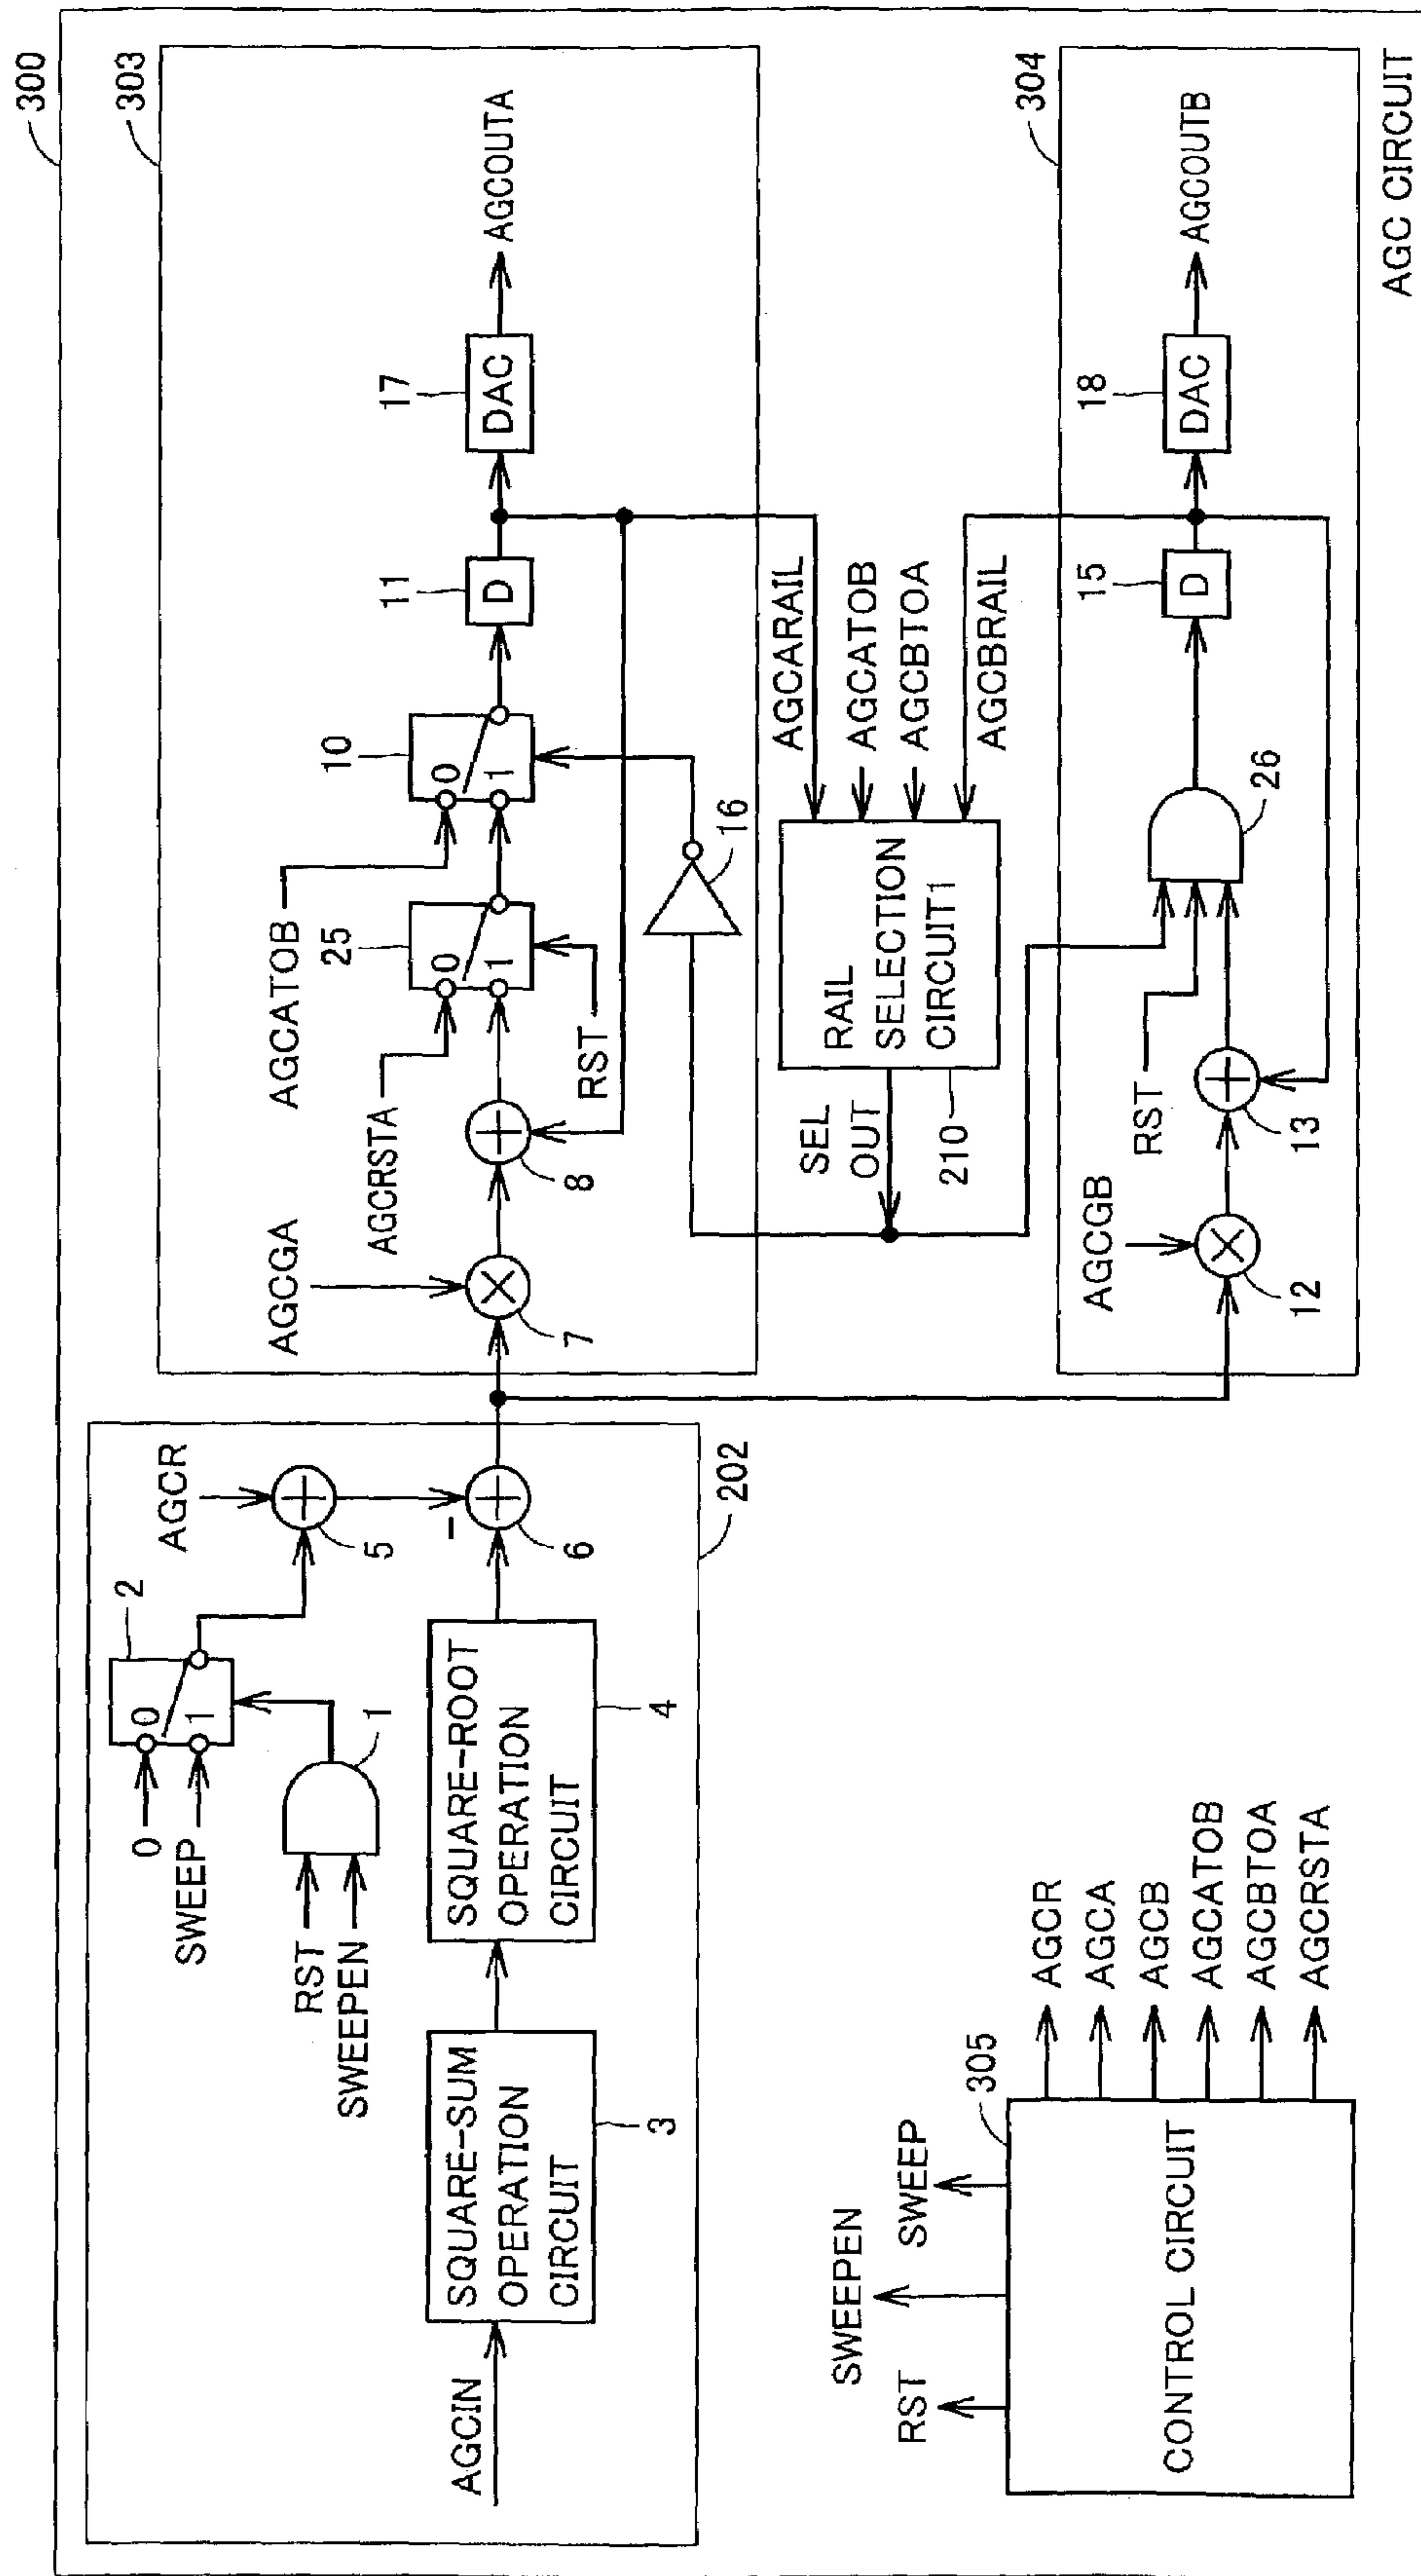 300
202
AGCIN
SQUARE-SUM
OPERATION
CIRCUIT
3
SQUARE-ROOT
OPERATION
CIRCUIT
4
0
SWEEP
0
1
2
RST
SWEEPEN
1
AGCR
5
-
6
303
AGCGA
7
8
AGCRSTA
0
1
25
RST
AGCATOB
0
1
10
16
D
11
DAC
17
AGCOUTA
AGCARAIL
AGCATOB
AGCBTOA
AGCBRAIL
RAIL
SELECTION
CIRCUIT1
210
SEL
OUT
304
AGCGB
12
13
RST
26
D
15
DAC
18
AGCOUTB
305
CONTROL CIRCUIT
RST
SWEEPEN
SWEEP
AGCR
AGCA
AGCB
AGCATOB
AGCBTOA
AGCRSTA
AGC CIRCUIT